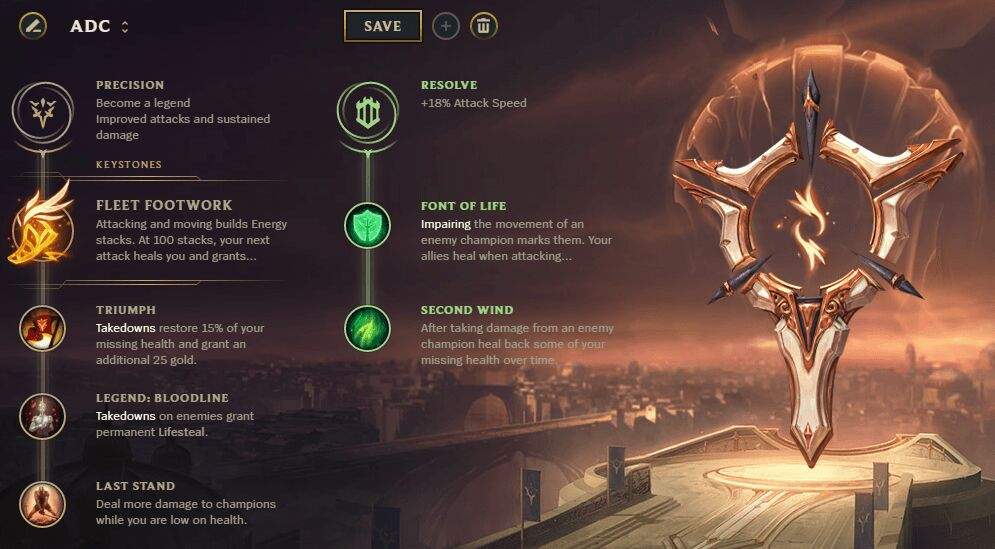 ADC
SAVE
PRECISION
Become a legend
Improved attacks and sustained
damage
KEYSTONES
FLEET FOOTWORK
Attacking and moving builds Energy
stacks. At 100 stacks, your next
attack heals you and grants...
TRIUMPH
Takedowns restore 15% of your
missing health and grant an
additional 25 gold.
LEGEND: BLOODLINE
Takedowns on enemies grant
permanent Lifesteal.
LAST STAND
Deal more damage to champions
while you are low on health.
RESOLVE
+18% Attack Speed
FONT OF LIFE
Impairing the movement of an
enemy champion marks them. Your
allies heal when attacking...
SECOND WIND
After taking damage from an enemy
champion heal back some of your
missing health over time.